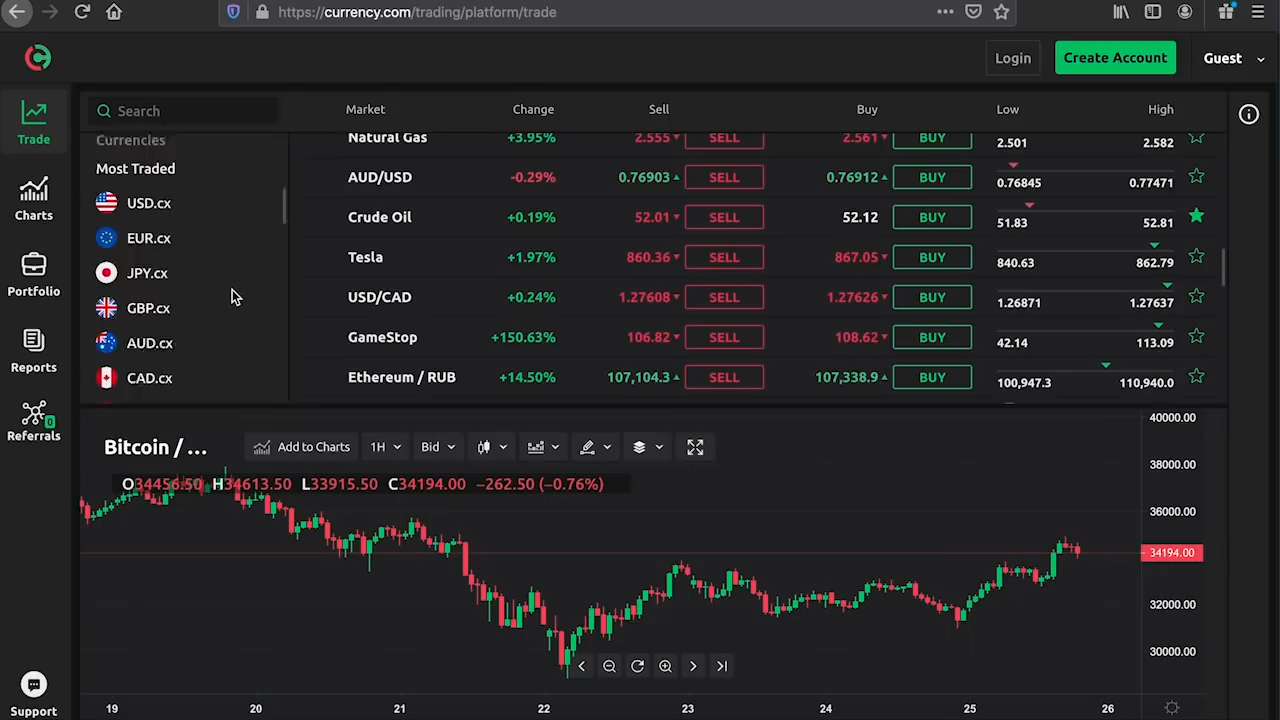 https://currency.com/trading/platform/trade
Login
Create Account
Guest
Trade
Charts
Portfolio
Reports
0
Referrals
Support
Search
Currencies
Most Traded
USD.cx
EUR.cx
JPY.cx
GBP.cx
AUD.cx
CAD.cx
Market Change Sell Buy Low High
Natural Gas +3.95% 2.555 SELL 2.561 BUY 2.501 2.582
AUD/USD -0.29% 0.76903 SELL 0.76912 BUY 0.76845 0.77471
Crude Oil +0.19% 52.01 SELL 52.12 BUY 51.83 52.81
Tesla +1.97% 860.36 SELL 867.05 BUY 840.63 862.79
USD/CAD +0.24% 1.27608 SELL 1.27626 BUY 1.26871 1.27637
GameStop +150.63% 106.82 SELL 108.62 BUY 42.14 113.09
Ethereum / RUB +14.50% 107,104.3 SELL 107,338.9 BUY 100,947.3 110,940.0
Bitcoin / ... Add to Charts 1H Bid
O34456.50 H34613.50 L33915.50 C34194.00 −262.50 (−0.76%)
40000.00
38000.00
36000.00
34194.00
32000.00
30000.00
19 20 21 22 23 24 25 26